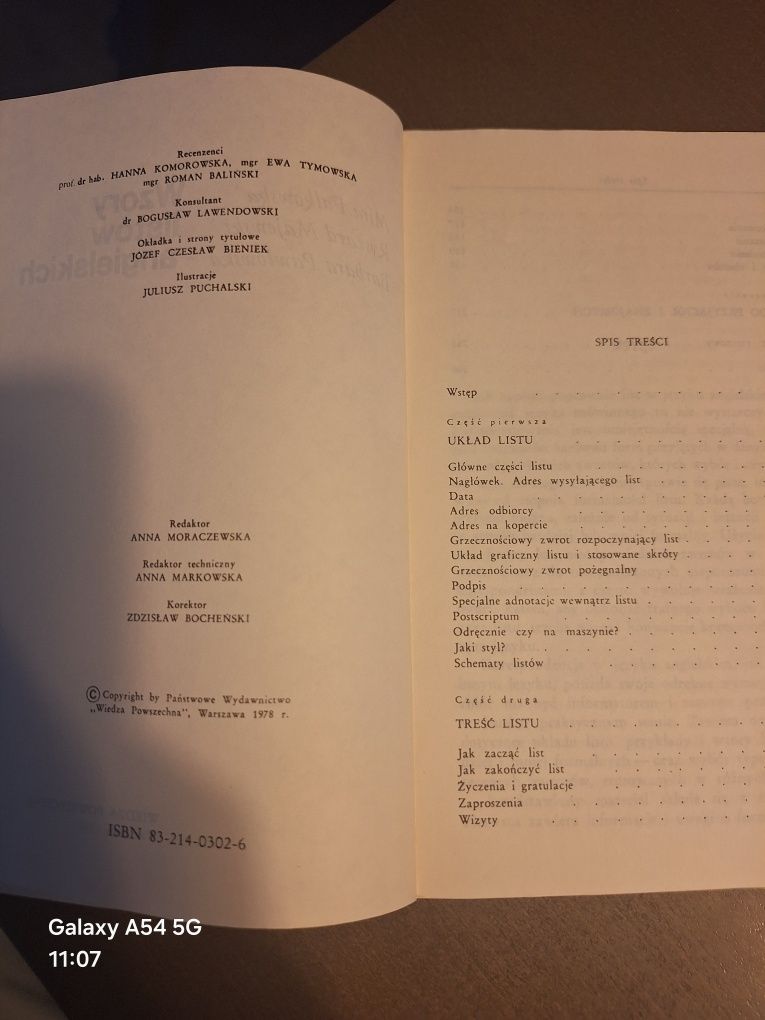 Recenzenci
prof. dr hab. HANNA KOMOROWSKA, mgr EWA TYMOWSKA
mgr ROMAN BALIŃSKI
Konsultant
dr BOGUSŁAW LAWENDOWSKI
Okładka i strony tytułowe
JÓZEF CZESŁAW BIENIEK
Ilustracje
JULIUSZ PUCHALSKI
Redaktor
ANNA MORACZEWSKA
Redaktor techniczny
ANNA MARKOWSKA
Korektor
ZDZISŁAW BOCHEŃSKI
© Copyright by Państwowe Wydawnictwo
„Wiedza Powszechna", Warszawa 1978 r.
ISBN 83-214-0302-6
SPIS TREŚCI
Wstęp . . . . . . . . . .
Część pierwsza
UKŁAD LISTU . . . . . . . . .
Główne części listu . . . . . . . .
Nagłówek. Adres wysyłającego list . . . . .
Data . . . . . . . . . .
Adres odbiorcy . . . . . . . .
Adres na kopercie . . . . . . . .
Grzecznościowy zwrot rozpoczynający list . . . .
Układ graficzny listu i stosowane skróty . . . .
Grzecznościowy zwrot pożegnalny . . . . .
Podpis . . . . . . . . . .
Specjalne adnotacje wewnątrz listu . . . . .
Postscriptum . . . . . . . .
Odręcznie czy na maszynie? . . . . . .
Jaki styl? . . . . . . . . .
Schematy listów . . . . . . .
Część druga
TREŚĆ LISTU . . . . . . . .
Jak zacząć list . . . . . . . .
Jak zakończyć list . . . . . . .
Życzenia i gratulacje . . . . . . .
Zaproszenia . . . . . . . .
Wizyty . . . . . . . . .
Galaxy A54 5G
11:07